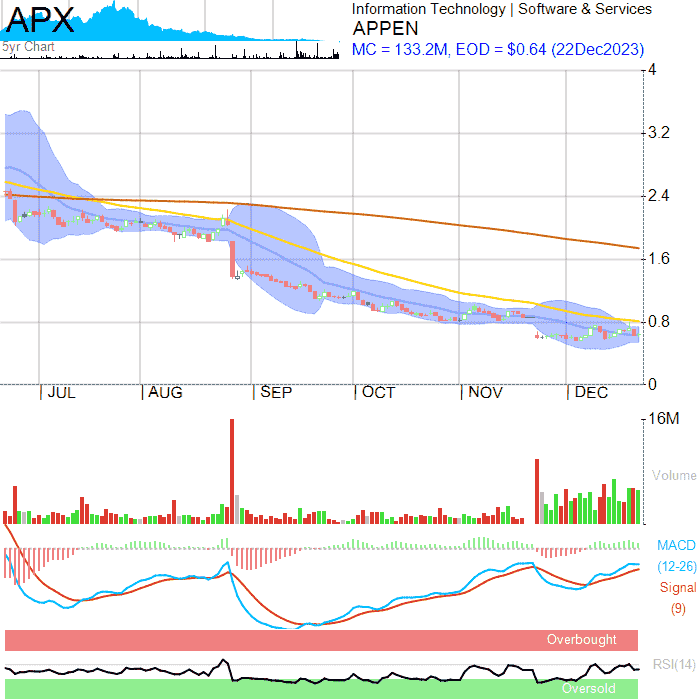 APX
5yr Chart
Information Technology | Software & Services
APPEN
MC = 133.2M, EOD = $0.64 (22Dec2023)
4
3.2
2.4
1.6
0.8
0
| JUL | AUG | SEP | OCT | NOV | DEC
16M
Volume
MACD
(12-26)
Signal
(9)
Overbought
RSI(14)
Oversold